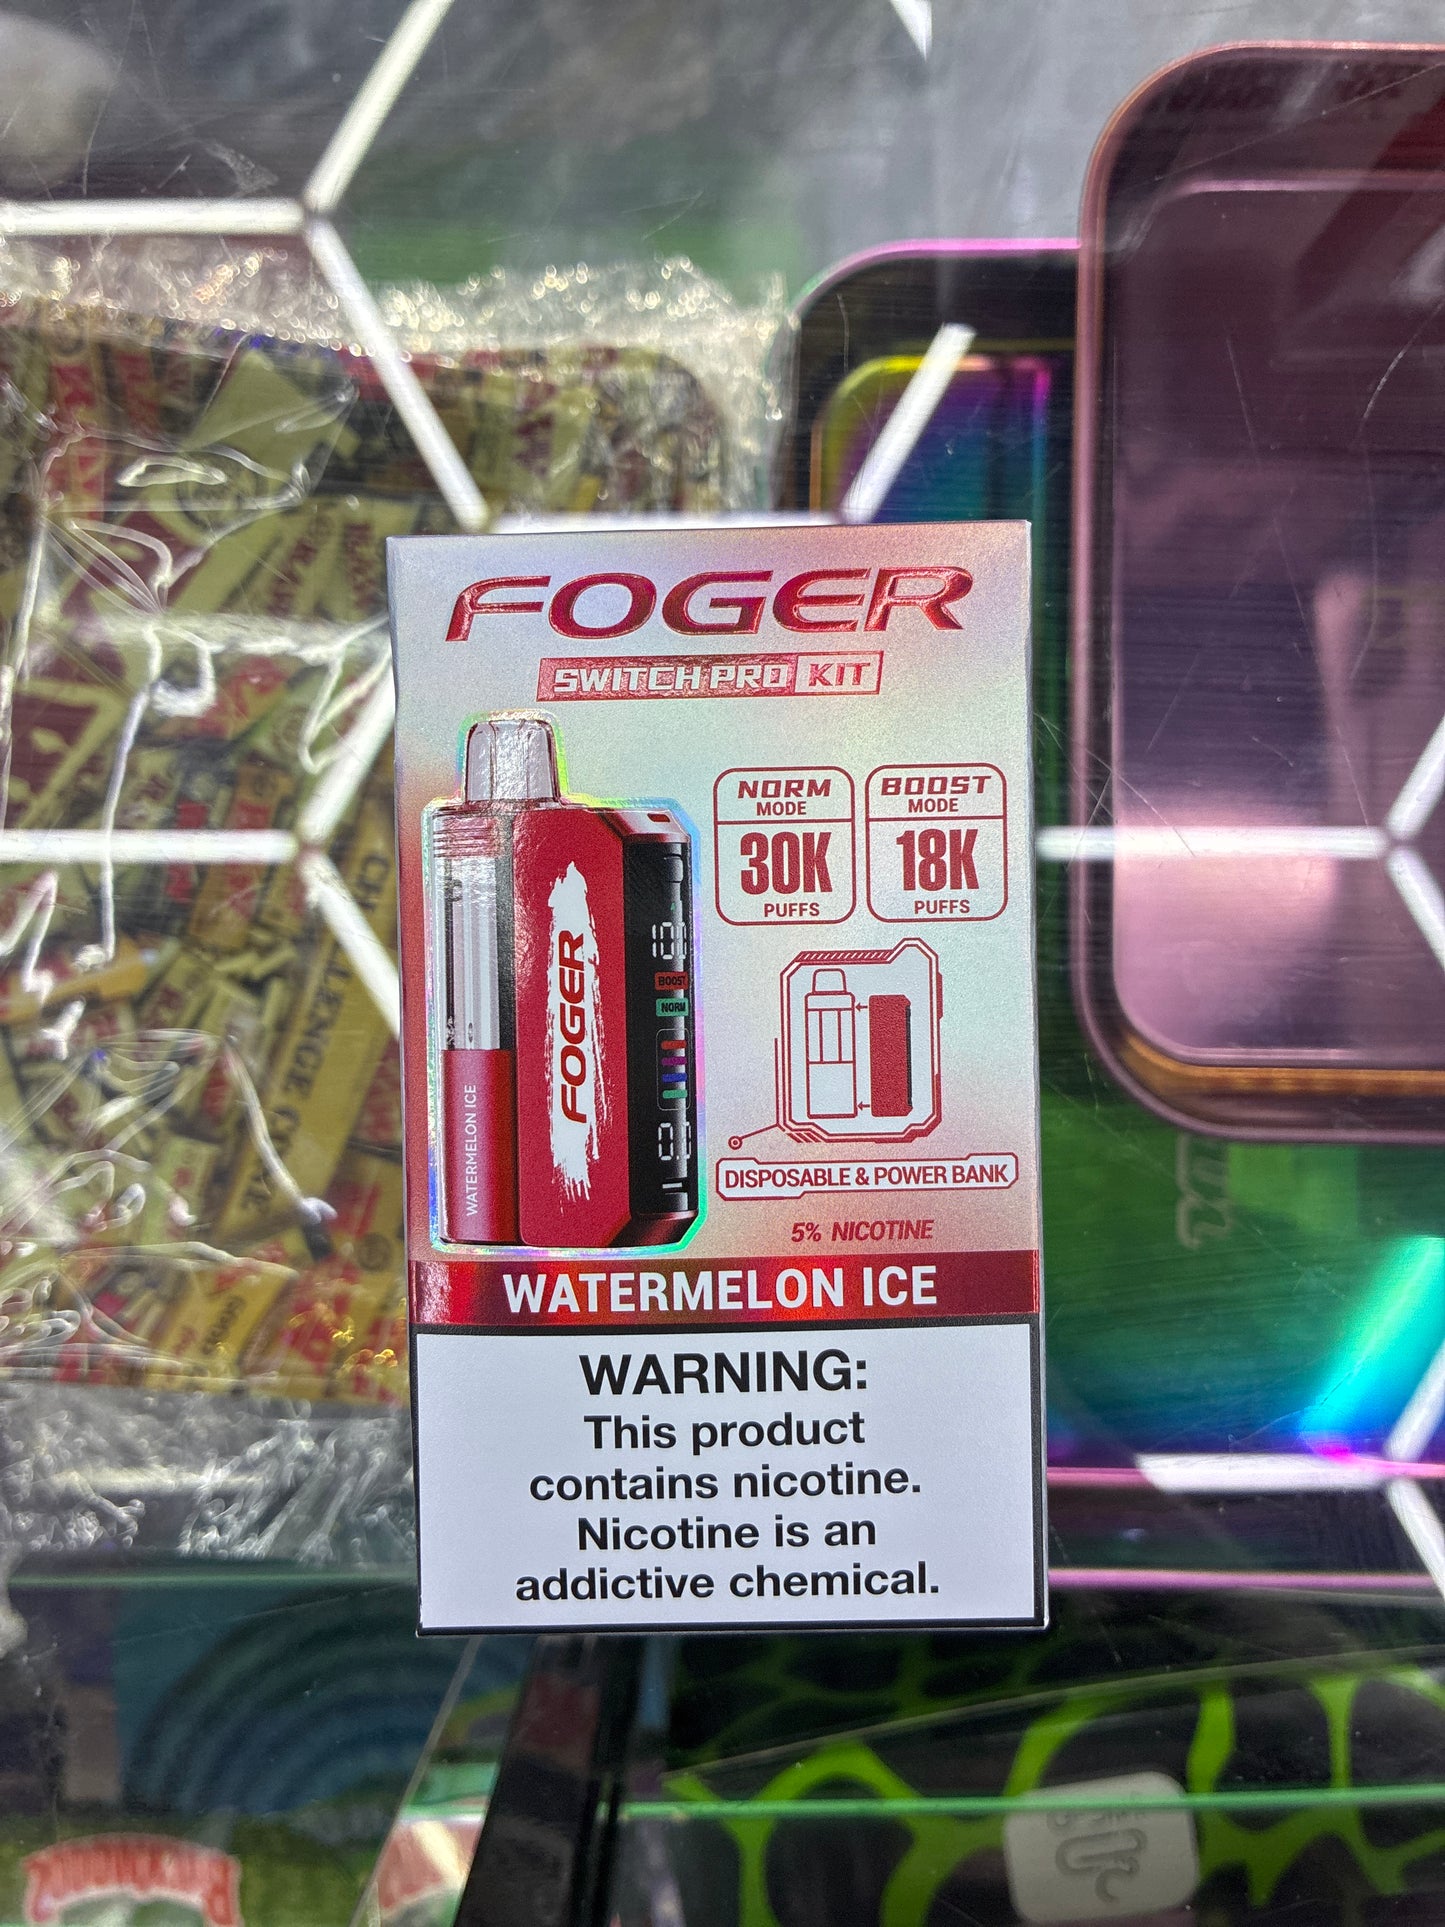 FOGER
SWITCH PRO KIT
NORM
MODE
30K
PUFFS
BOOST
MODE
18K
PUFFS
FOGER
WATERMELON ICE
BOOST
NORM
DISPOSABLE & POWER BANK
5% NICOTINE
WATERMELON ICE
WARNING:
This product
contains nicotine.
Nicotine is an
addictive chemical.